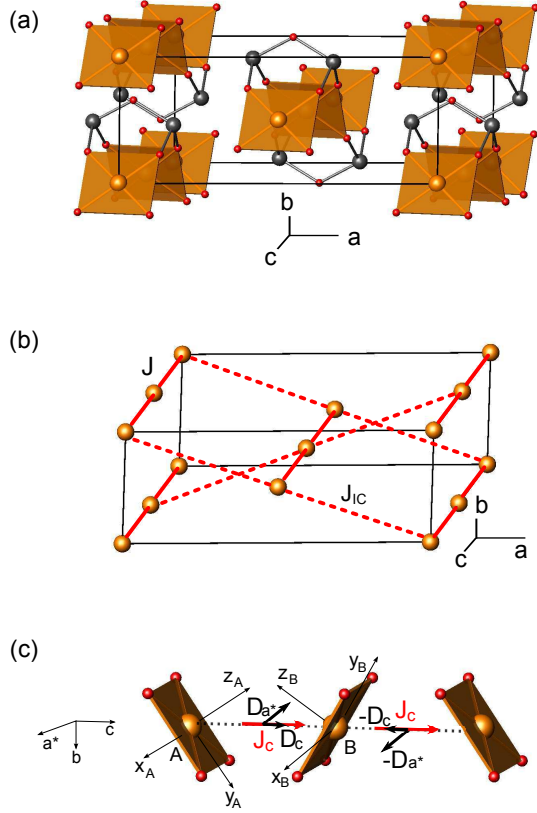 (a)
b
a
c
(b)
J
J_IC
b
a
c
(c)
y_B
z_A
z_B
D_a*
-D_c
J_c
c
a*
b
A
J_c
D_c
B
-D_a*
x_A
x_B
y_A